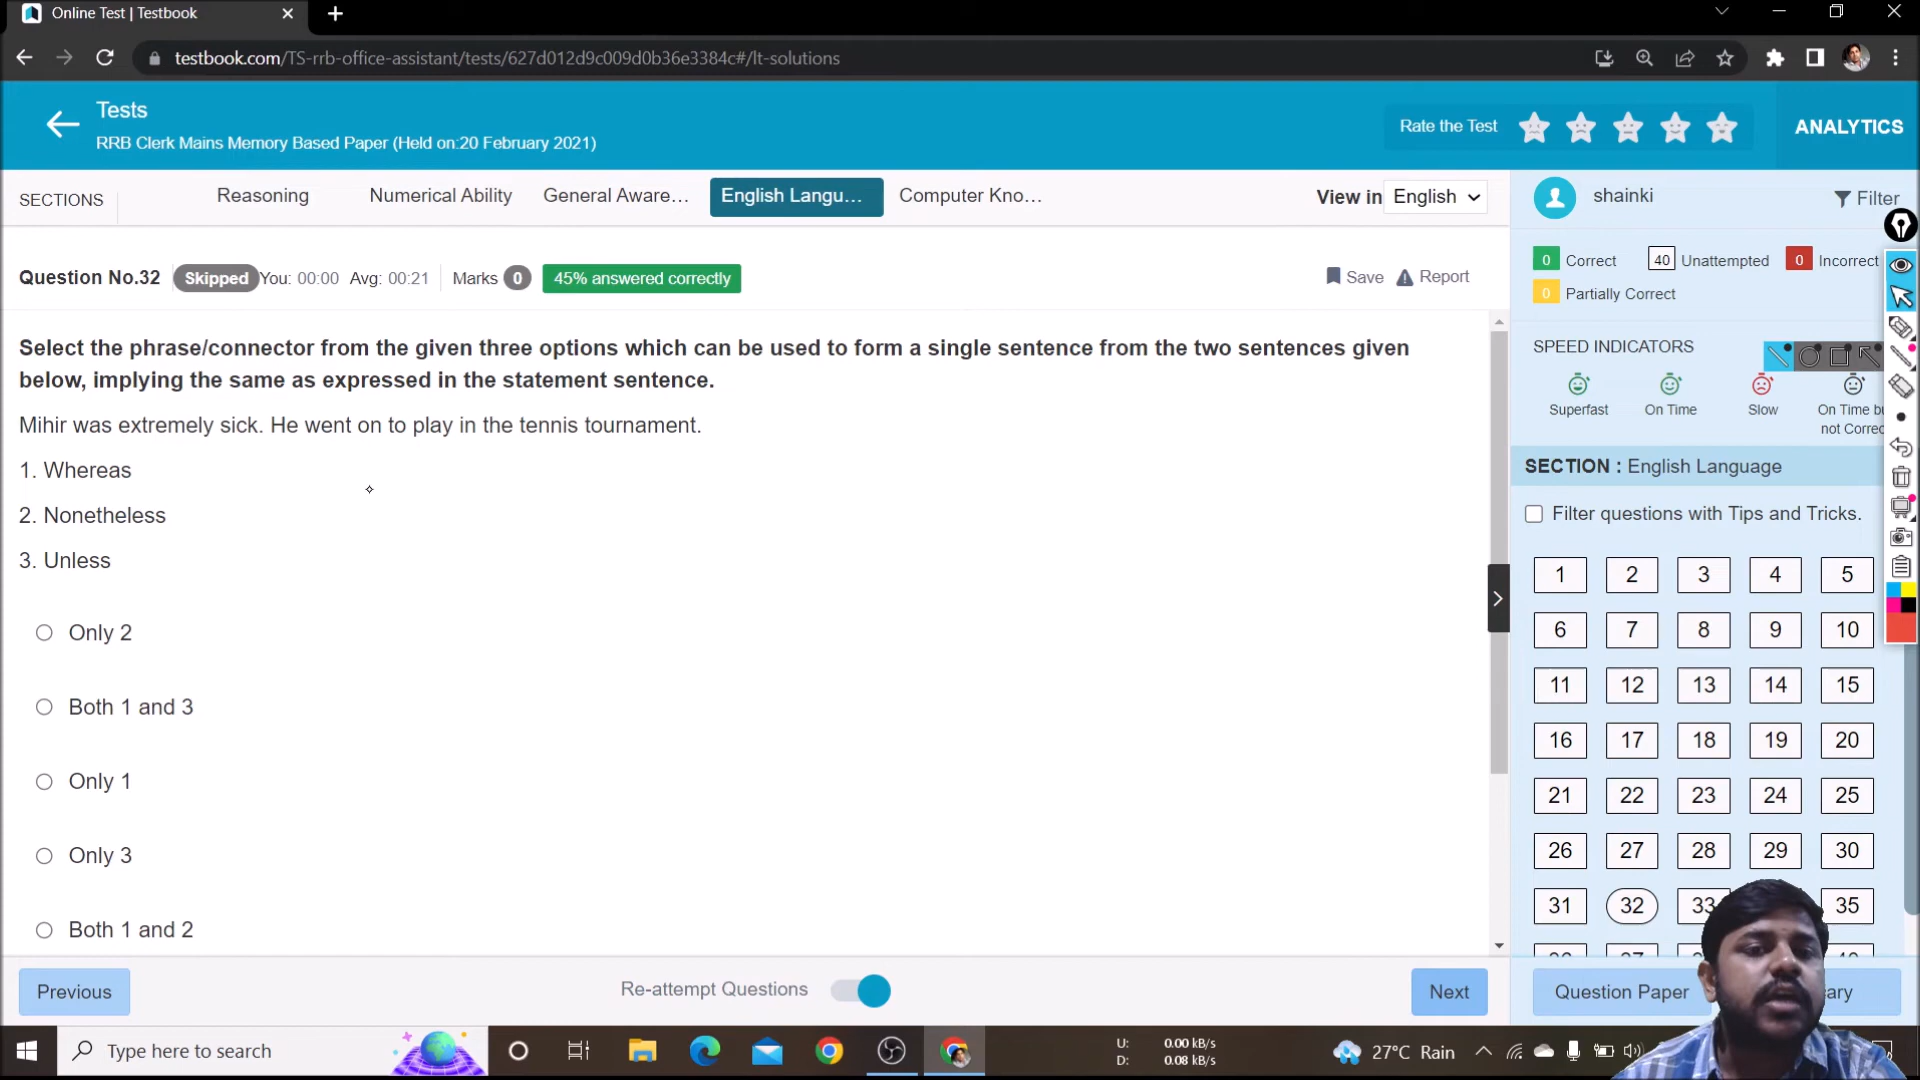 Online Test | Testbook
testbook.com/TS-rrb-office-assistant/tests/627d012d9c009d0b36e3384c#/lt-solutions
Tests
RRB Clerk Mains Memory Based Paper (Held on:20 February 2021)
Rate the Test
ANALYTICS
SECTIONS
Reasoning
Numerical Ability
General Aware...
English Langu...
Computer Kno...
View in
English
shainki
Filter
Question No.32
Skipped
You: 00:00
Avg: 00:21
Marks 0
45% answered correctly
Save
Report
0 Correct
40 Unattempted
0 Incorrect
0 Partially Correct
Select the phrase/connector from the given three options which can be used to form a single sentence from the two sentences given
below, implying the same as expressed in the statement sentence.
Mihir was extremely sick. He went on to play in the tennis tournament.
1. Whereas
2. Nonetheless
3. Unless
Only 2
Both 1 and 3
Only 1
Only 3
Both 1 and 2
SPEED INDICATORS
Superfast
On Time
Slow
On Time bu
not Correc
SECTION : English Language
Filter questions with Tips and Tricks.
1 2 3 4 5
6 7 8 9 10
11 12 13 14 15
16 17 18 19 20
21 22 23 24 25
26 27 28 29 30
31 32 33 35
Previous
Re-attempt Questions
Next
Question Paper
Type here to search
U: 0.00 kB/s
D: 0.08 kB/s
27°C Rain